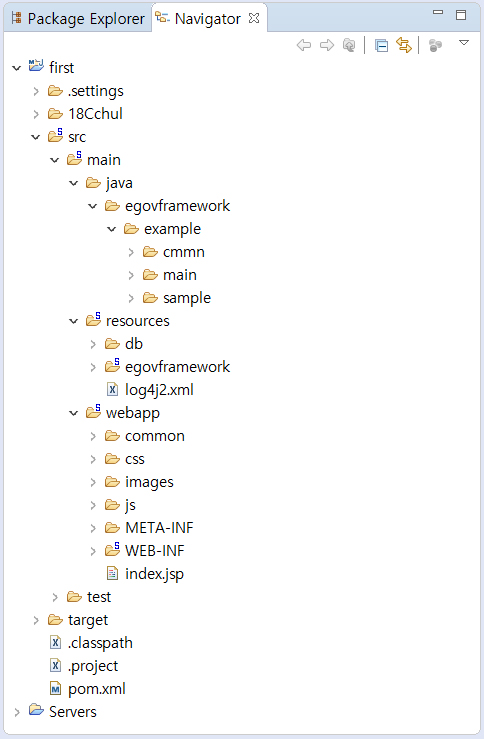 Package Explorer Navigator
first
.settings
18Cchul
src
main
java
egovframework
example
cmmn
main
sample
resources
db
egovframework
log4j2.xml
webapp
common
css
images
js
META-INF
WEB-INF
index.jsp
test
target
.classpath
.project
pom.xml
Servers